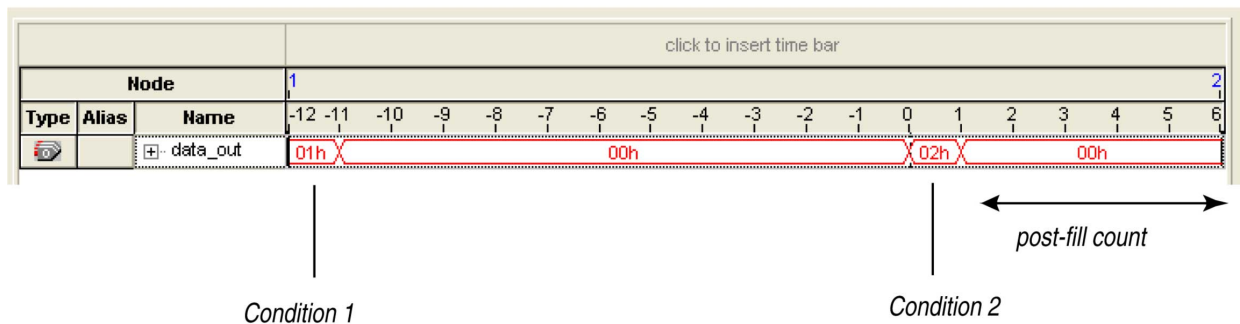 click to insert time bar
Node 1 2
Type Alias Name -12 -11 -10 -9 -8 -7 -6 -5 -4 -3 -2 -1 0 1 2 3 4 5 6
data_out 01h 00h 02h 00h
post-fill count
Condition 1 Condition 2